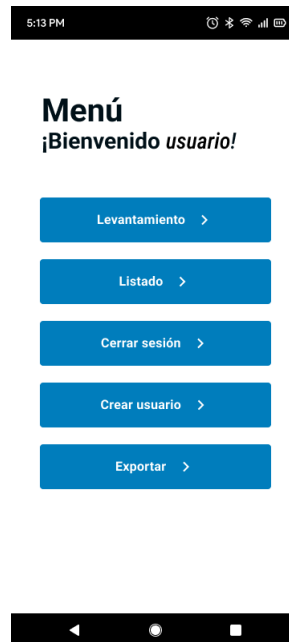 5:13 PM
Menú
¡Bienvenido usuario!
Levantamiento
Listado
Cerrar sesión
Crear usuario
Exportar